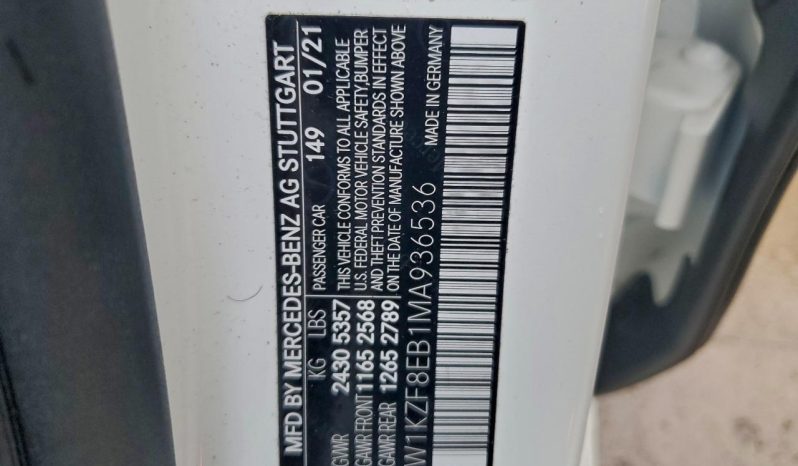 MFD BY MERCEDES-BENZ AG STUTTGART
KG LBS PASSENGER CAR 149 01/21
GVWR 2430 5357 THIS VEHICLE CONFORMS TO ALL APPLICABLE
GAWR FRONT 1165 2568 U.S. FEDERAL MOTOR VEHICLE SAFETY,BUMPER
GAWR REAR 1265 2789 AND THEFT PREVENTION STANDARDS IN EFFECT
ON THE DATE OF MANUFACTURE SHOWN ABOVE
W1KZF8EB1MA936536 MADE IN GERMANY